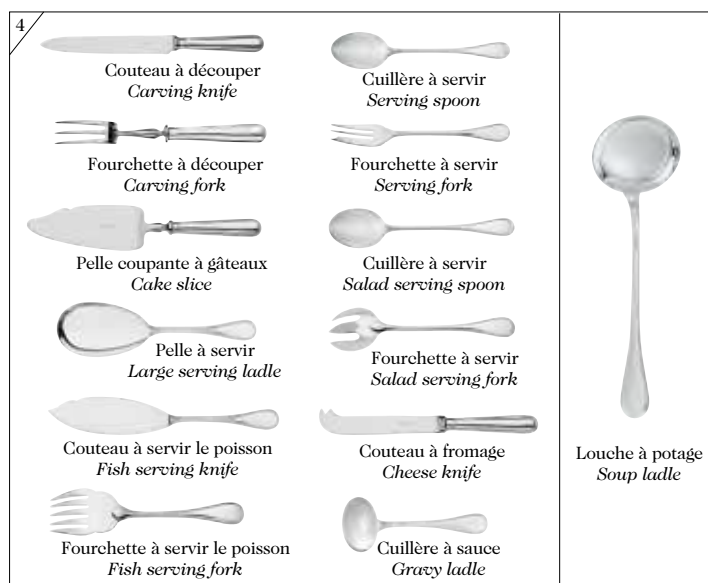 4
Couteau à découper
Carving knife
Fourchette à découper
Carving fork
Pelle coupante à gâteaux
Cake slice
Pelle à servir
Large serving ladle
Couteau à servir le poisson
Fish serving knife
Fourchette à servir le poisson
Fish serving fork
Cuillère à servir
Serving spoon
Fourchette à servir
Serving fork
Cuillère à servir
Salad serving spoon
Fourchette à servir
Salad serving fork
Couteau à fromage
Cheese knife
Cuillère à sauce
Gravy ladle
Louche à potage
Soup ladle